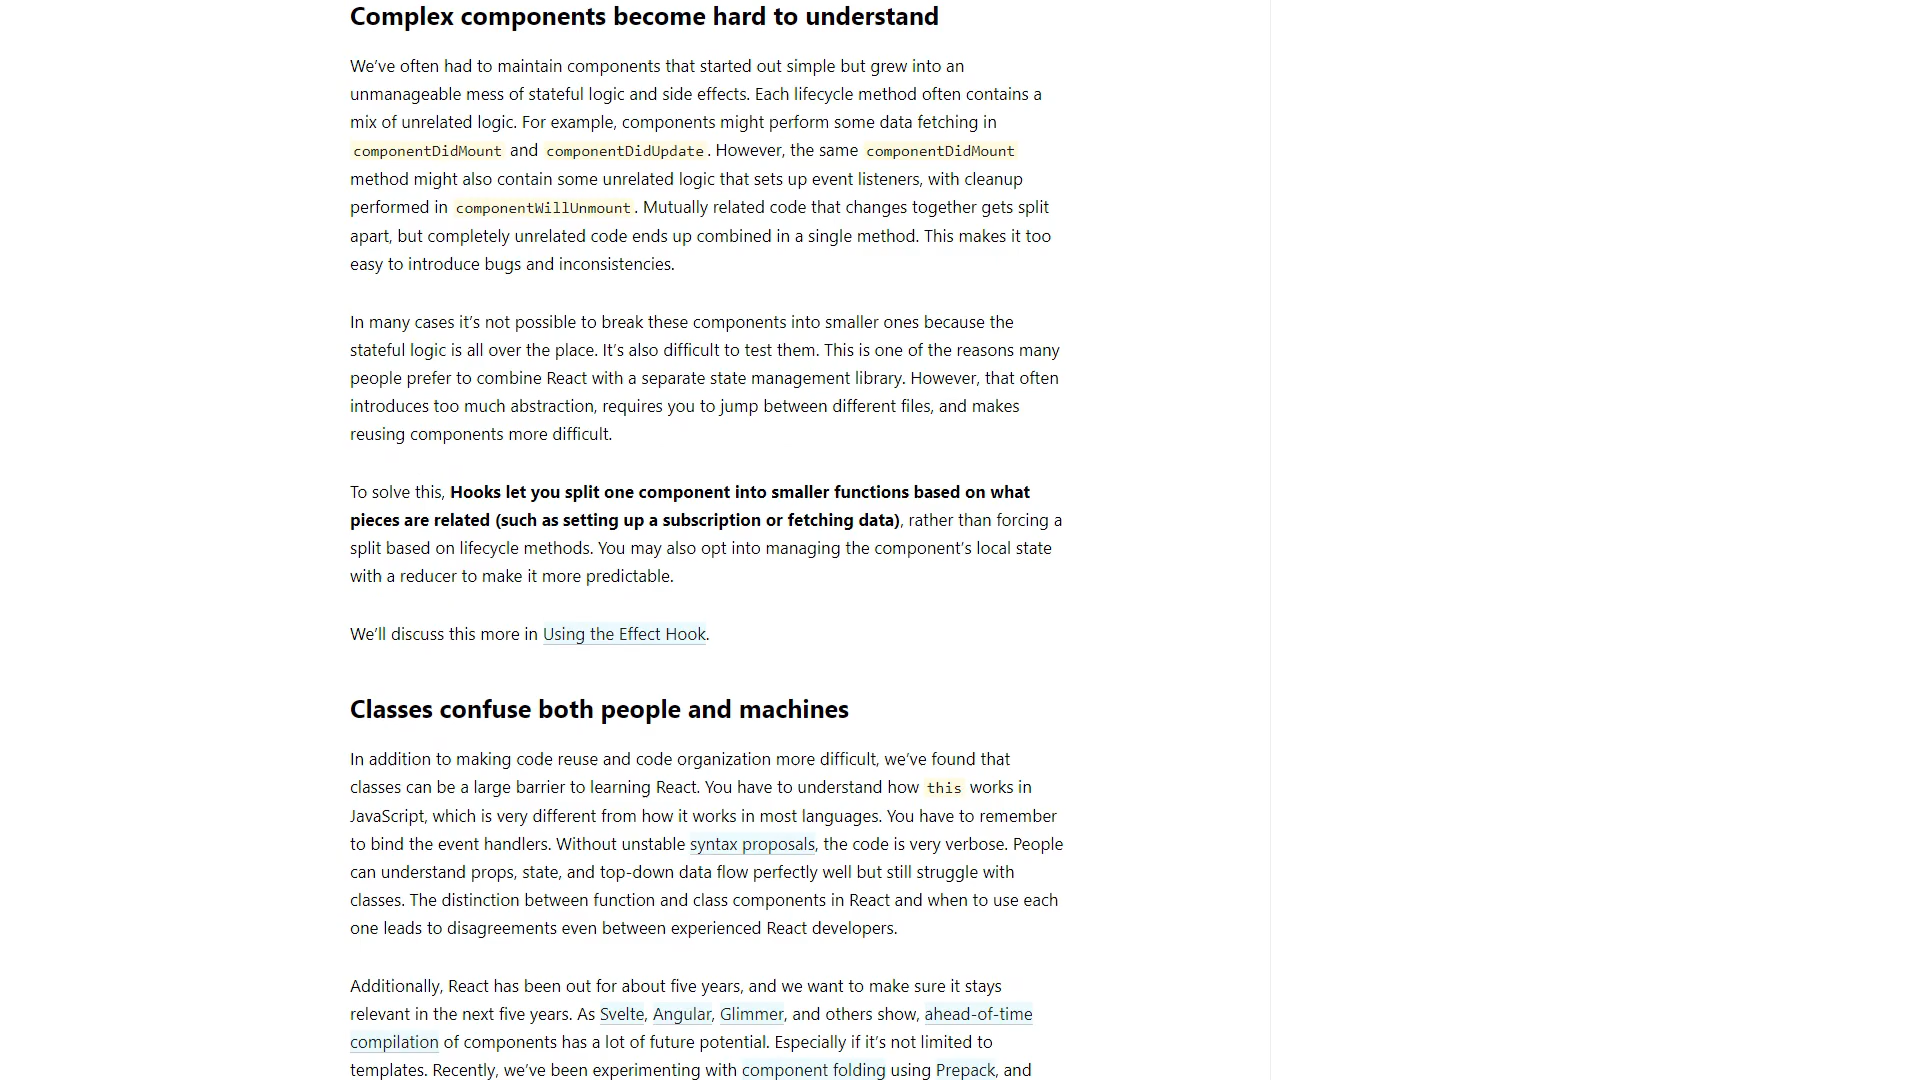 Complex components become hard to understand
We’ve often had to maintain components that started out simple but grew into an
unmanageable mess of stateful logic and side effects. Each lifecycle method often contains a
mix of unrelated logic. For example, components might perform some data fetching in
componentDidMount and componentDidUpdate. However, the same componentDidMount
method might also contain some unrelated logic that sets up event listeners, with cleanup
performed in componentWillUnmount. Mutually related code that changes together gets split
apart, but completely unrelated code ends up combined in a single method. This makes it too
easy to introduce bugs and inconsistencies.
In many cases it’s not possible to break these components into smaller ones because the
stateful logic is all over the place. It’s also difficult to test them. This is one of the reasons many
people prefer to combine React with a separate state management library. However, that often
introduces too much abstraction, requires you to jump between different files, and makes
reusing components more difficult.
To solve this, Hooks let you split one component into smaller functions based on what
pieces are related (such as setting up a subscription or fetching data), rather than forcing a
split based on lifecycle methods. You may also opt into managing the component’s local state
with a reducer to make it more predictable.
We’ll discuss this more in Using the Effect Hook.
Classes confuse both people and machines
In addition to making code reuse and code organization more difficult, we’ve found that
classes can be a large barrier to learning React. You have to understand how this works in
JavaScript, which is very different from how it works in most languages. You have to remember
to bind the event handlers. Without unstable syntax proposals, the code is very verbose. People
can understand props, state, and top-down data flow perfectly well but still struggle with
classes. The distinction between function and class components in React and when to use each
one leads to disagreements even between experienced React developers.
Additionally, React has been out for about five years, and we want to make sure it stays
relevant in the next five years. As Svelte, Angular, Glimmer, and others show, ahead-of-time
compilation of components has a lot of future potential. Especially if it’s not limited to
templates. Recently, we’ve been experimenting with component folding using Prepack, and